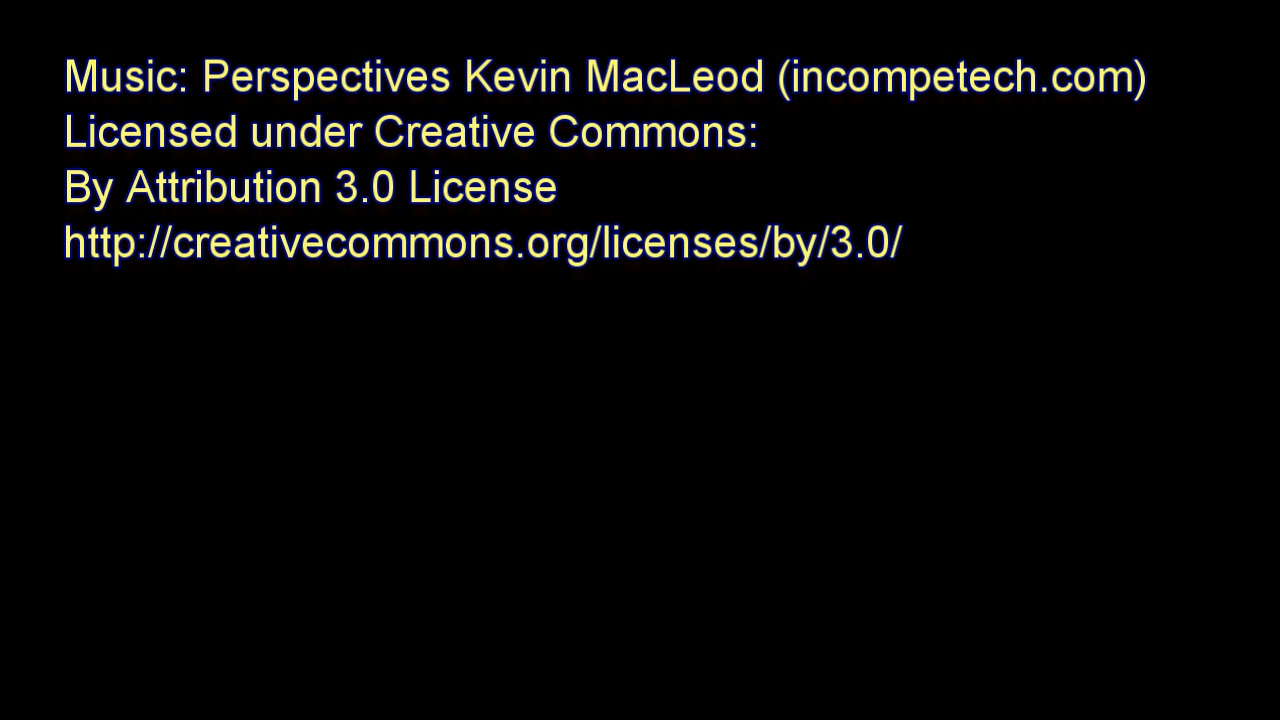 Music: Perspectives Kevin MacLeod (incompetech.com)
Licensed under Creative Commons:
By Attribution 3.0 License
http://creativecommons.org/licenses/by/3.0/